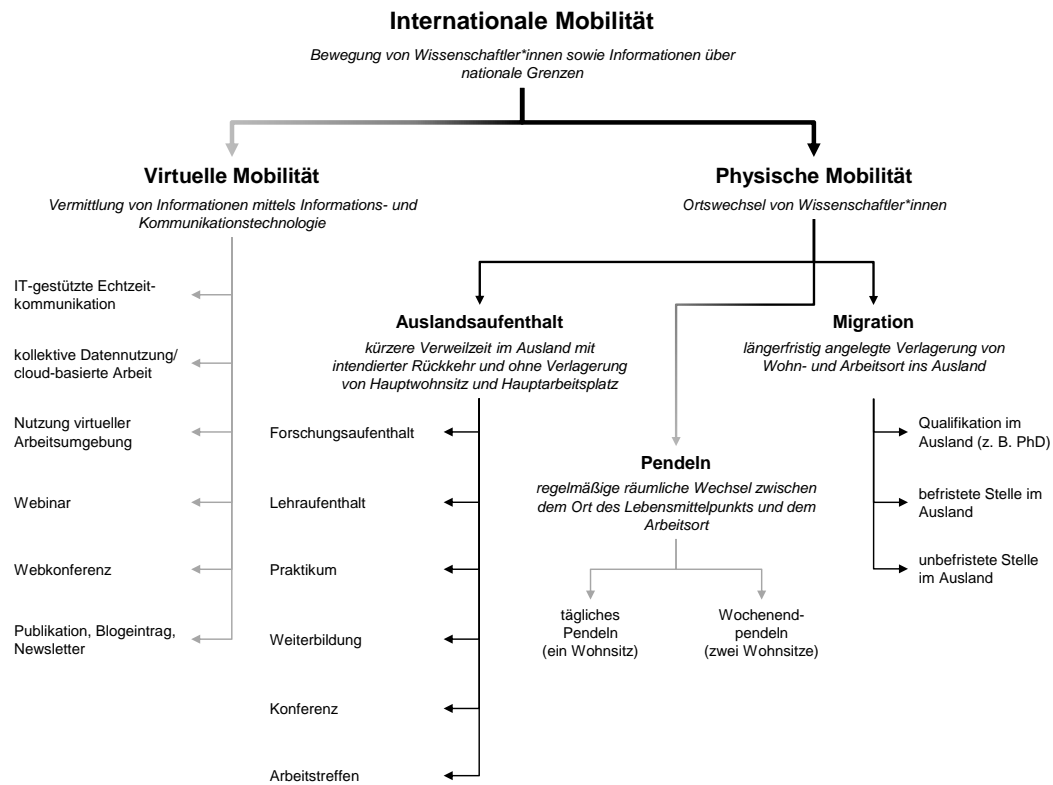 Internationale Mobilität
Bewegung von Wissenschaftler*innen sowie Informationen über
nationale Grenzen
Virtuelle Mobilität
Vermittlung von Informationen mittels Informations- und
Kommunikationstechnologie
IT-gestützte Echtzeit-
kommunikation
kollektive Datennutzung/
cloud-basierte Arbeit
Nutzung virtueller
Arbeitsumgebung
Webinar
Webkonferenz
Publikation, Blogeintrag,
Newsletter
Physische Mobilität
Ortswechsel von Wissenschaftler*innen
Auslandsaufenthalt
kürzere Verweilzeit im Ausland mit
intendierter Rückkehr und ohne Verlagerung
von Hauptwohnsitz und Hauptarbeitsplatz
Forschungsaufenthalt
Lehraufenthalt
Praktikum
Weiterbildung
Konferenz
Arbeitstreffen
Pendeln
regelmäßige räumliche Wechsel zwischen
dem Ort des Lebensmittelpunkts und dem
Arbeitsort
tägliches
Pendeln
(ein Wohnsitz)
Wochenend-
pendeln
(zwei Wohnsitze)
Migration
längerfristig angelegte Verlagerung von
Wohn- und Arbeitsort ins Ausland
Qualifikation im
Ausland (z. B. PhD)
befristete Stelle im
Ausland
unbefristete Stelle
im Ausland